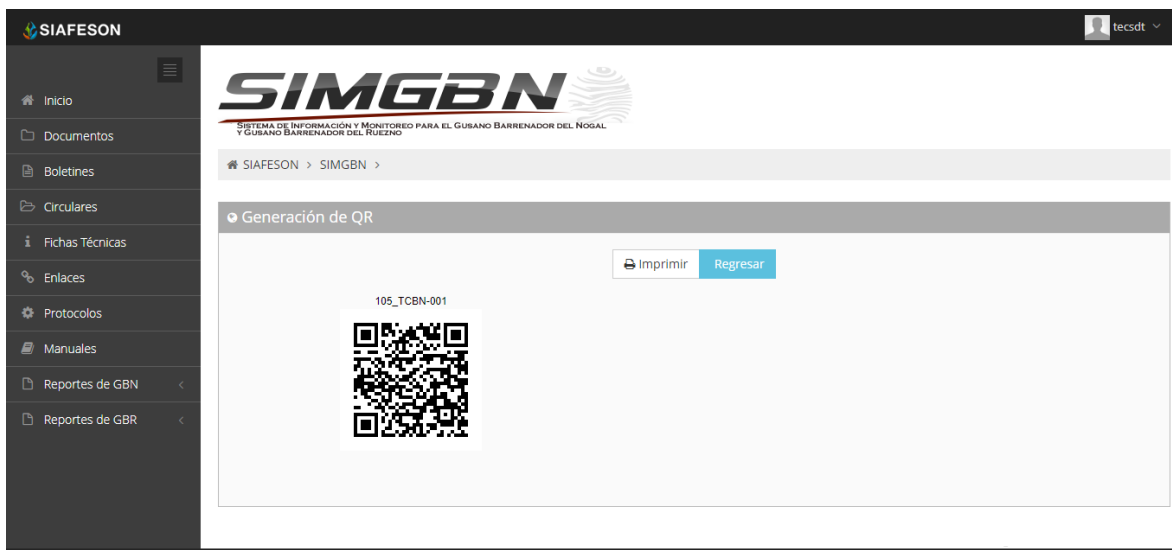 SIAFESON
tecsdt
Inicio
Documentos
Boletines
Circulares
Fichas Técnicas
Enlaces
Protocolos
Manuales
Reportes de GBN
Reportes de GBR
SIMGBN
SISTEMA DE INFORMACIÓN Y MONITOREO PARA EL GUSANO BARRENADOR DEL NOGAL
Y GUSANO BARRENADOR DEL RUEZNO
SIAFESON > SIMGBN >
Generación de QR
Imprimir Regresar
105_TCBN-001